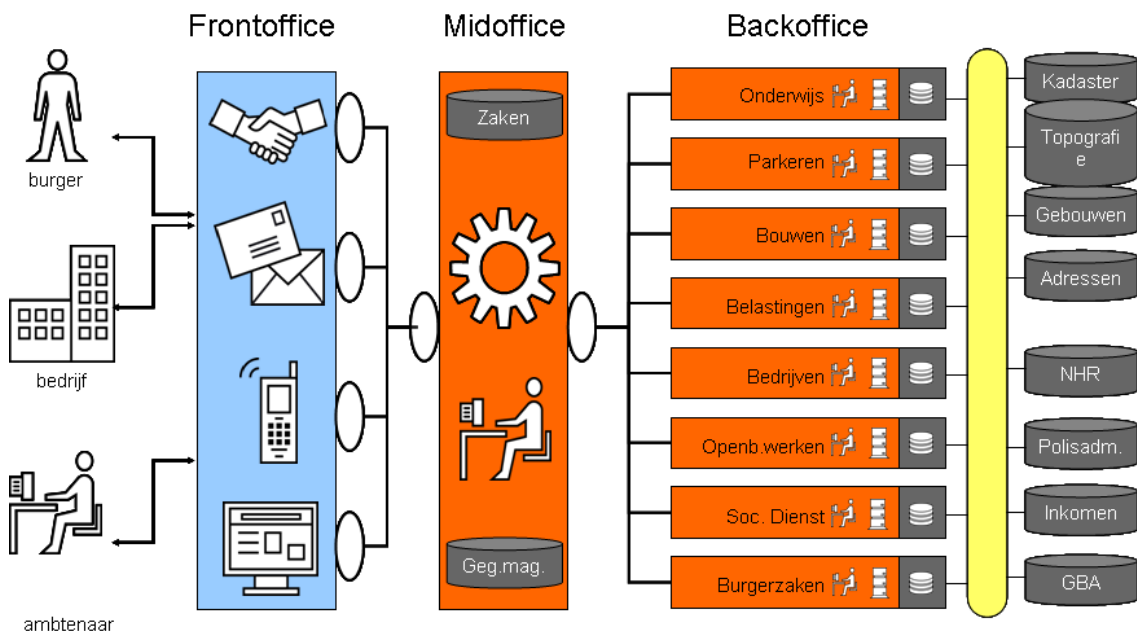 Frontoffice
Midoffice
Backoffice
burger
bedrijf
ambtenaar
Zaken
Geg.mag.
Onderwijs
Parkeren
Bouwen
Belastingen
Bedrijven
Openb.werken
Soc. Dienst
Burgerzaken
Kadaster
Topografi
e
Gebouwen
Adressen
NHR
Polisadm.
Inkomen
GBA